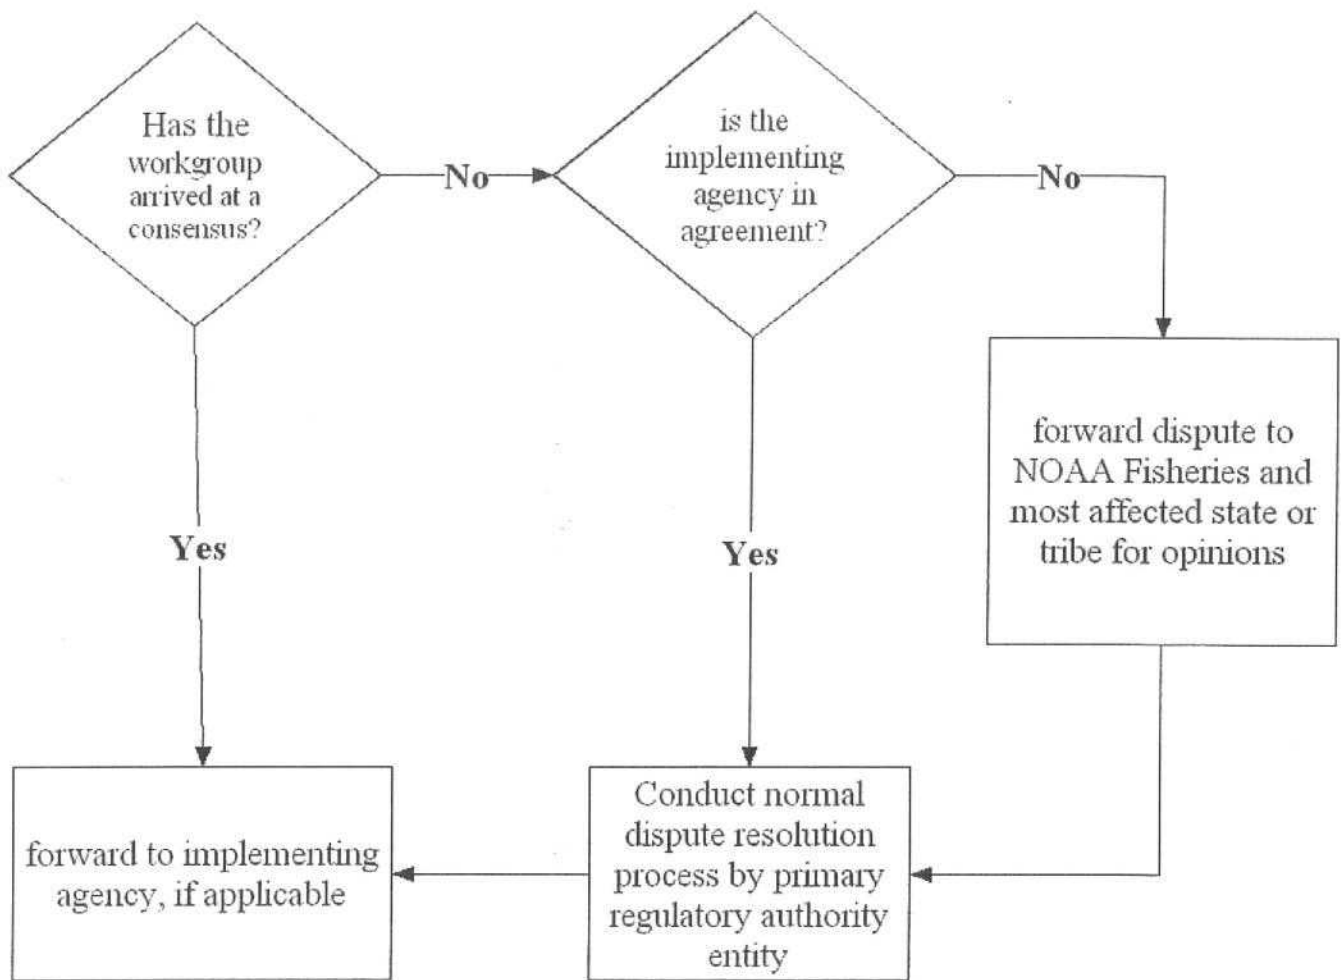 Has the
workgroup
arrived at a
consensus?
No
is the
implementing
agency in
agreement?
No
forward dispute to
NOAA Fisheries and
most affected state or
tribe for opinions
Yes
Yes
forward to implementing
agency, if applicable
Conduct normal
dispute resolution
process by primary
regulatory authority
entity